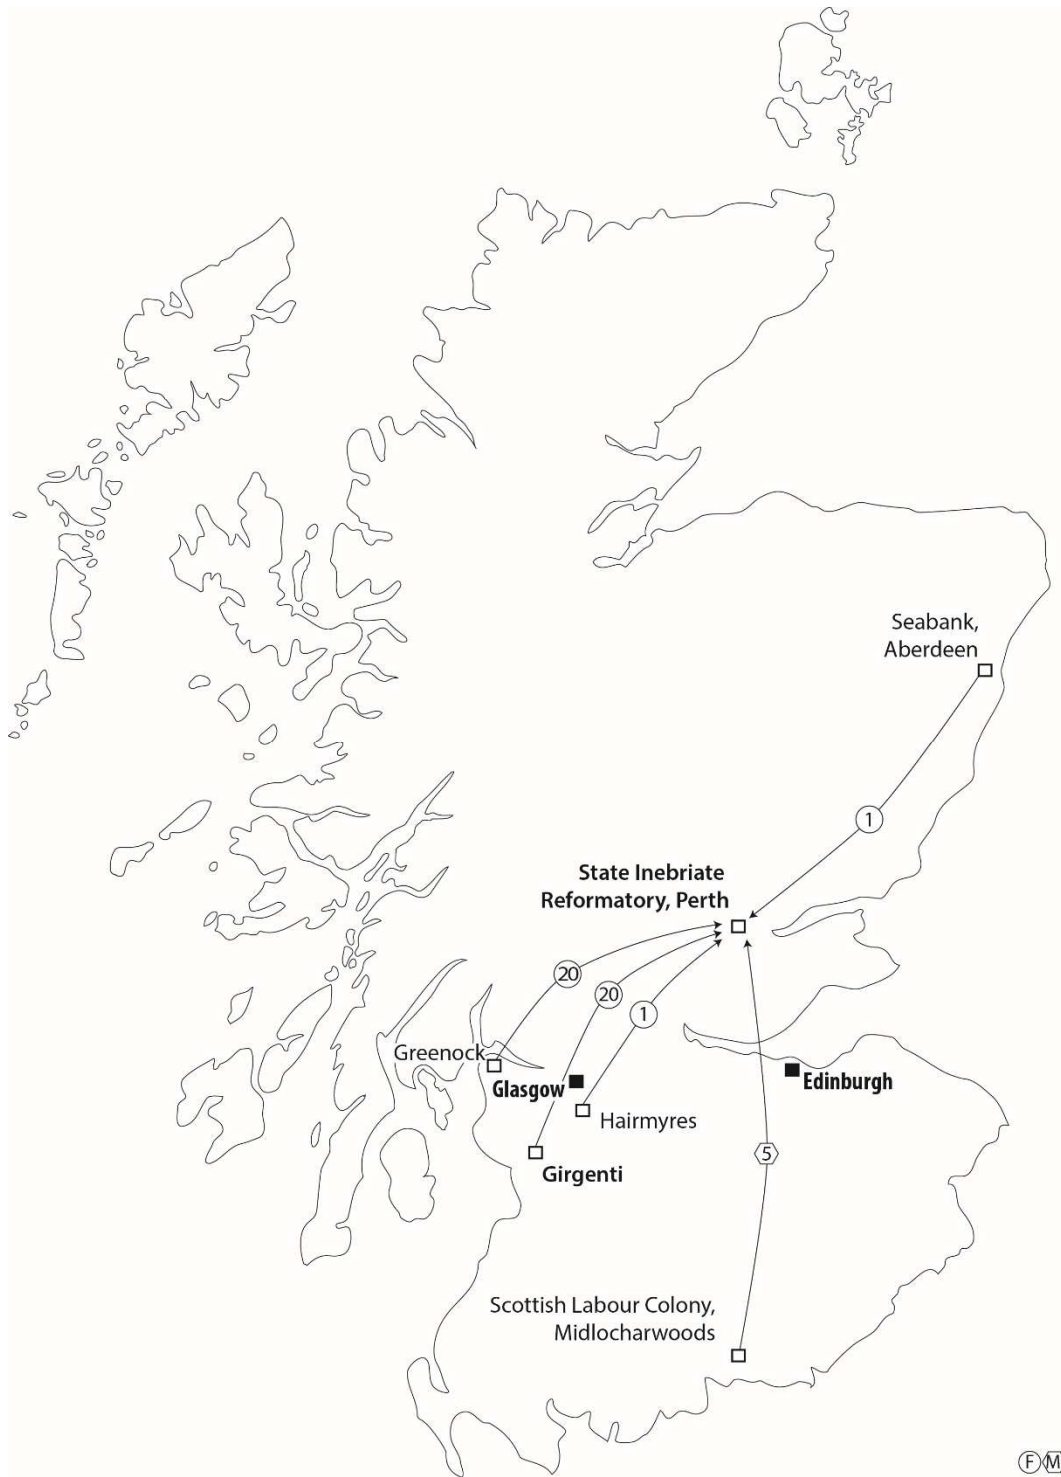 Seabank,
Aberdeen
1
State Inebriate
Reformatory, Perth
20
20
1
Greenock
Glasgow
Edinburgh
Hairmyres
5
Girgenti
Scottish Labour Colony,
Midlocharwoods
F M